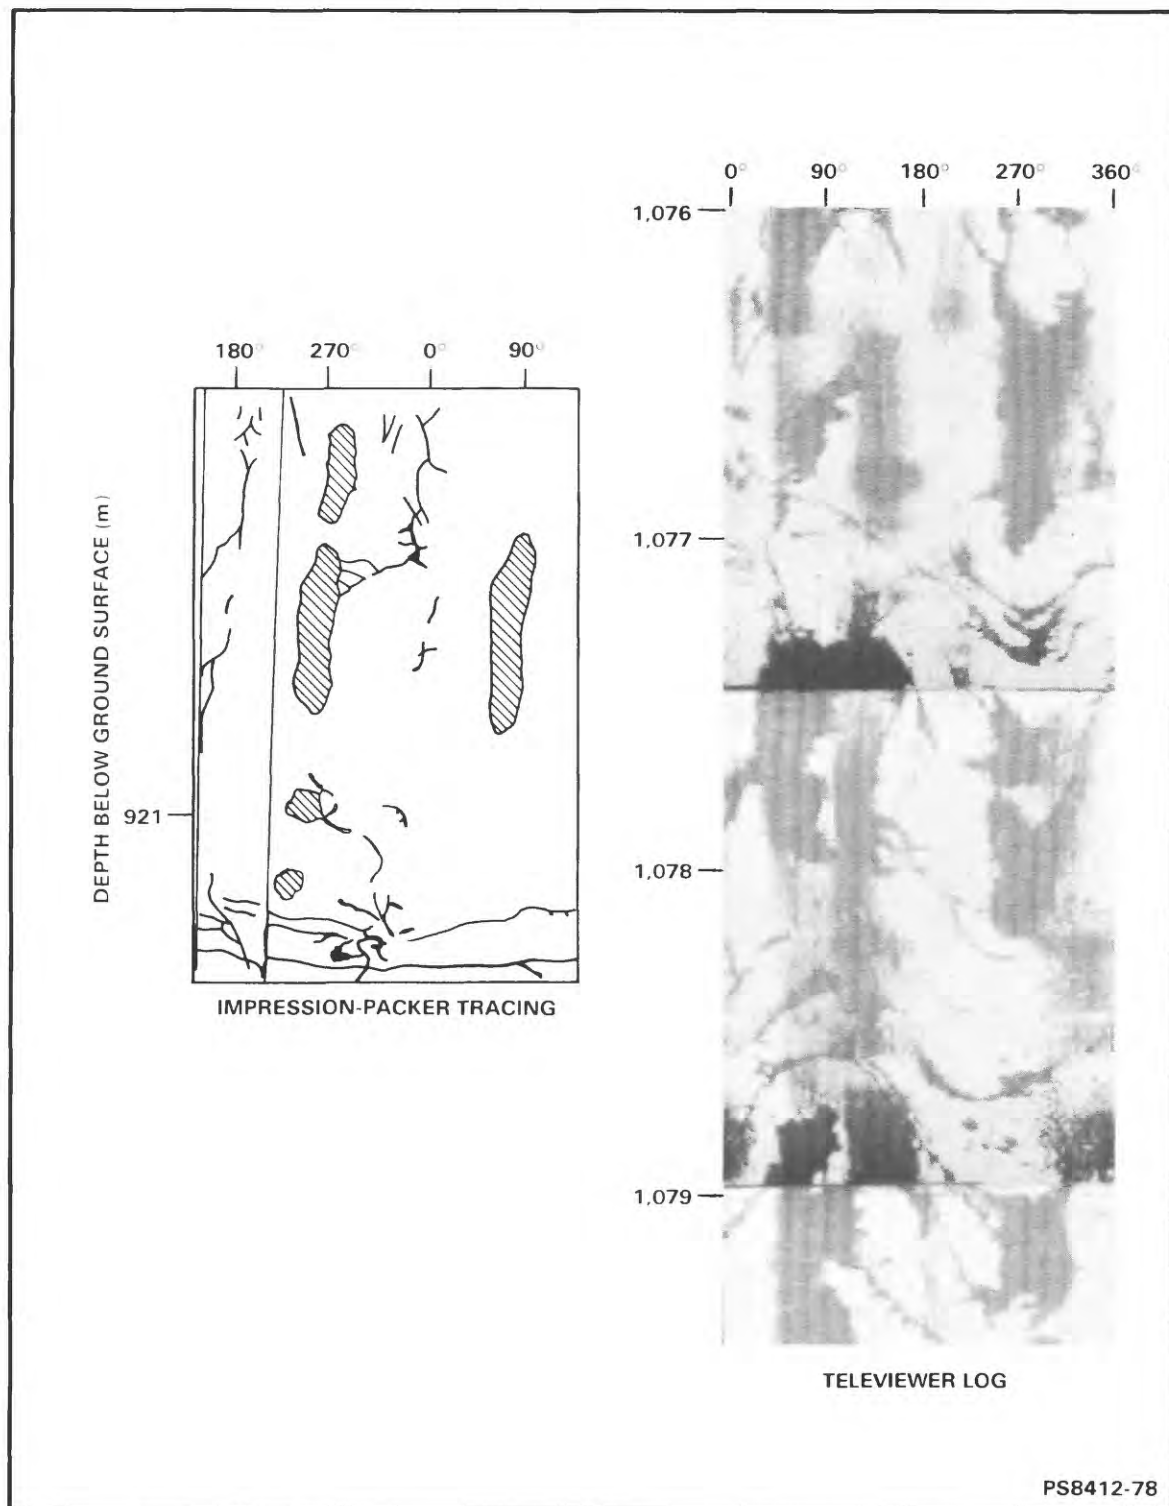 0° 90° 180° 270° 360°
1,076
180° 270° 0° 90°
1,077
DEPTH BELOW GROUND SURFACE (m)
921
1,078
IMPRESSION-PACKER TRACING
1,079
TELEVIEWER LOG
PS8412-78